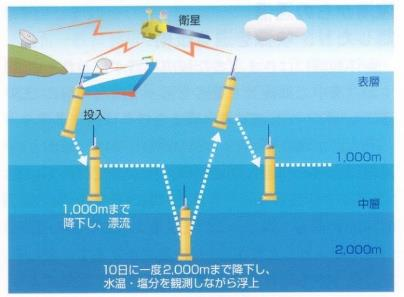 衛星
表層
投入
1,000m
1,000mまで
降下し、漂流
中層
2,000m
10日に一度2,000mまで降下し、
水温・塩分を観測しながら浮上